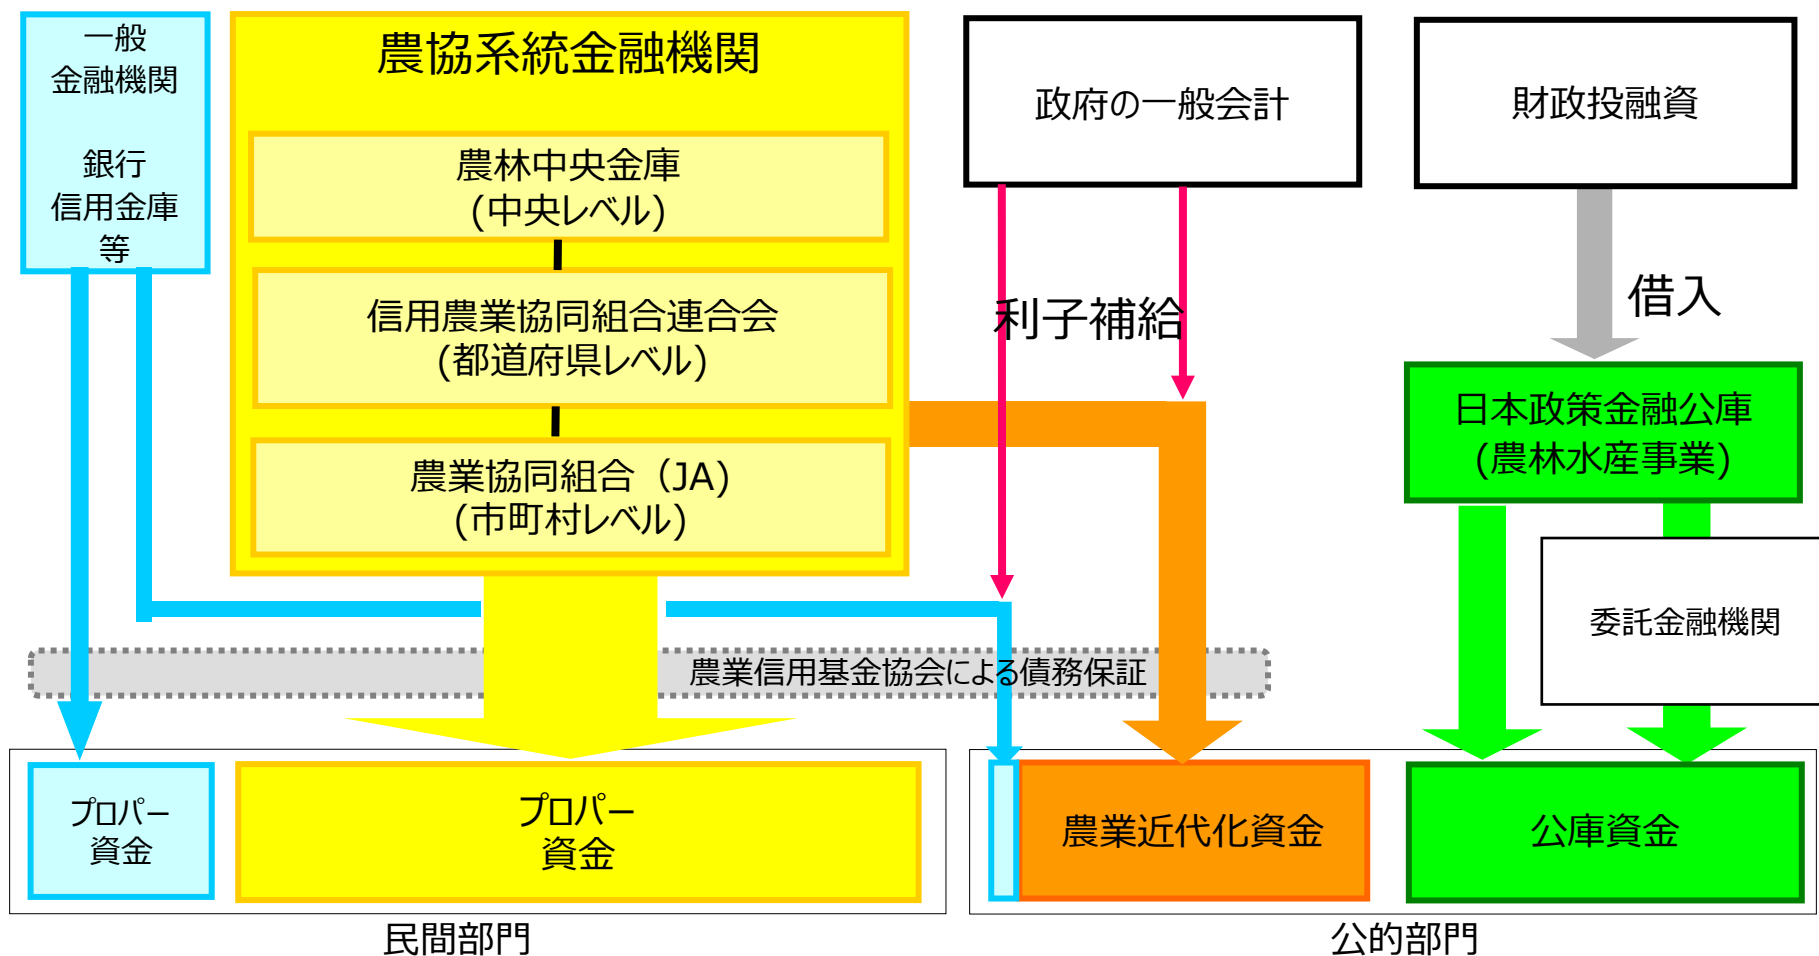 一般
金融機関
銀行
信用金庫
等
農協系統金融機関
農林中央金庫
(中央レベル)
信用農業協同組合連合会
(都道府県レベル)
農業協同組合（JA)
(市町村レベル)
政府の一般会計
財政投融資
利子補給
借入
日本政策金融公庫
(農林水産事業)
委託金融機関
農業信用基金協会による債務保証
プロパー
資金
プロパー
資金
農業近代化資金
公庫資金
民間部門
公的部門